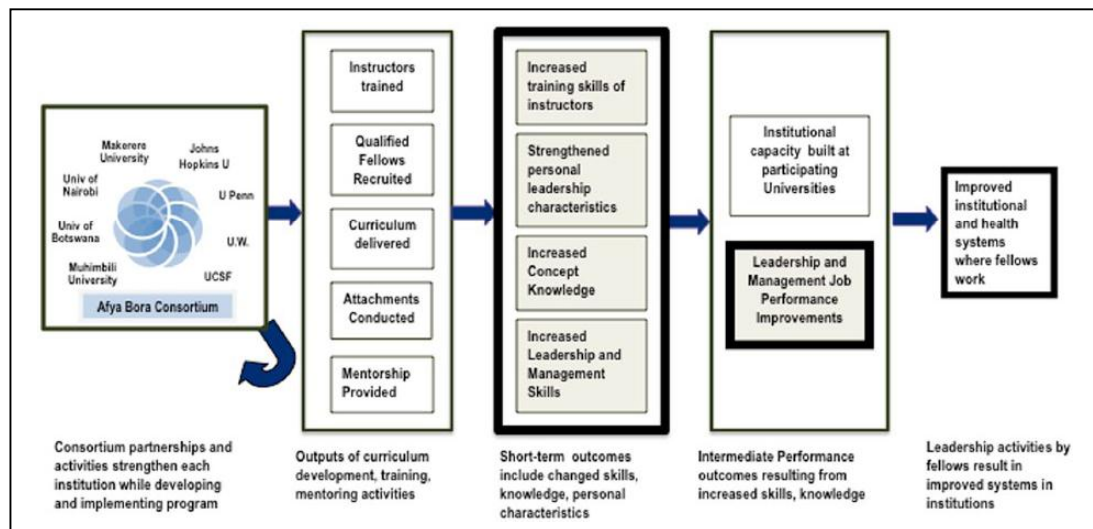 Makerere
University
Johns
Hopkins U
Univ of
Nairobi
U Penn
Univ of
Botswana
U.W.
Muhimbili
University
UCSF
Afya Bora Consortium
Instructors
trained
Qualified
Fellows
Recruited
Curriculum
delivered
Attachments
Conducted
Mentorship
Provided
Increased
training skills of
instructors
Strengthened
personal
leadership
characteristics
Increased
Concept
Knowledge
Increased
Leadership and
Management
Skills
Institutional
capacity built at
participating
Universities
Leadership and
Management Job
Performance
Improvements
Improved
institutional
and health
systems
where fellows
work
Consortium partnerships and
activities strengthen each
institution while developing
and implementing program
Outputs of curriculum
development, training,
mentoring activities
Short-term outcomes
include changed skills,
knowledge, personal
characteristics
Intermediate Performance
outcomes resulting from
increased skills, knowledge
Leadership activities by
fellows result in
improved systems in
institutions